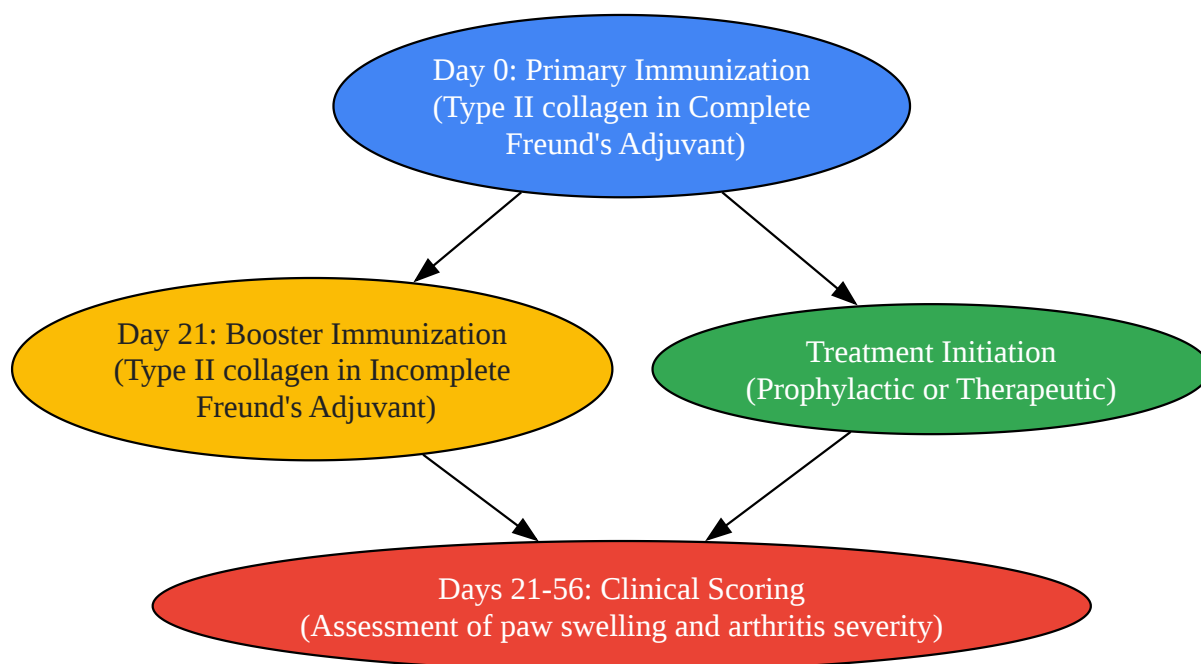 Day 0: Primary Immunization
(Type II collagen in Complete
Freund's Adjuvant)
Day 21: Booster Immunization
(Type II collagen in Incomplete
Freund's Adjuvant)
Treatment Initiation
(Prophylactic or Therapeutic)
Days 21-56: Clinical Scoring
(Assessment of paw swelling and arthritis severity)